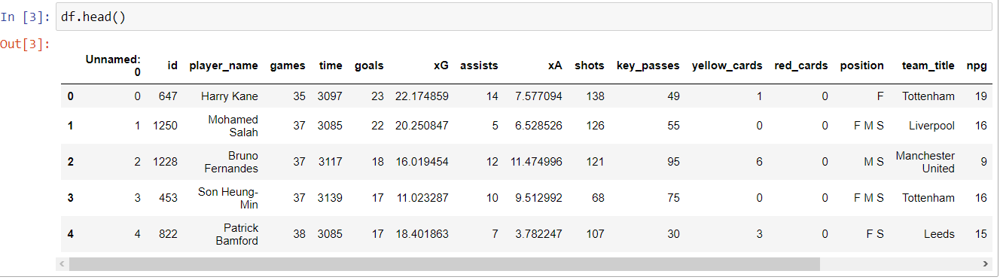 In [3]: df.head()
Out[3]:
Unnamed: 0 id player_name games time goals xG assists xA shots key_passes yellow_cards red_cards position team_title npg
0 0 647 Harry Kane 35 3097 23 22.174859 14 7.577094 138 49 1 0 F Tottenham 19
1 1 1250 Mohamed Salah 37 3085 22 20.250847 5 6.528526 126 55 0 0 F M S Liverpool 16
2 2 1228 Bruno Fernandes 37 3117 18 16.019454 12 11.474996 121 95 6 0 M S Manchester United 9
3 3 453 Son Heung-Min 37 3139 17 11.023287 10 9.512992 68 75 0 0 F M S Tottenham 16
4 4 822 Patrick Bamford 38 3085 17 18.401863 7 3.782247 107 30 3 0 F S Leeds 15